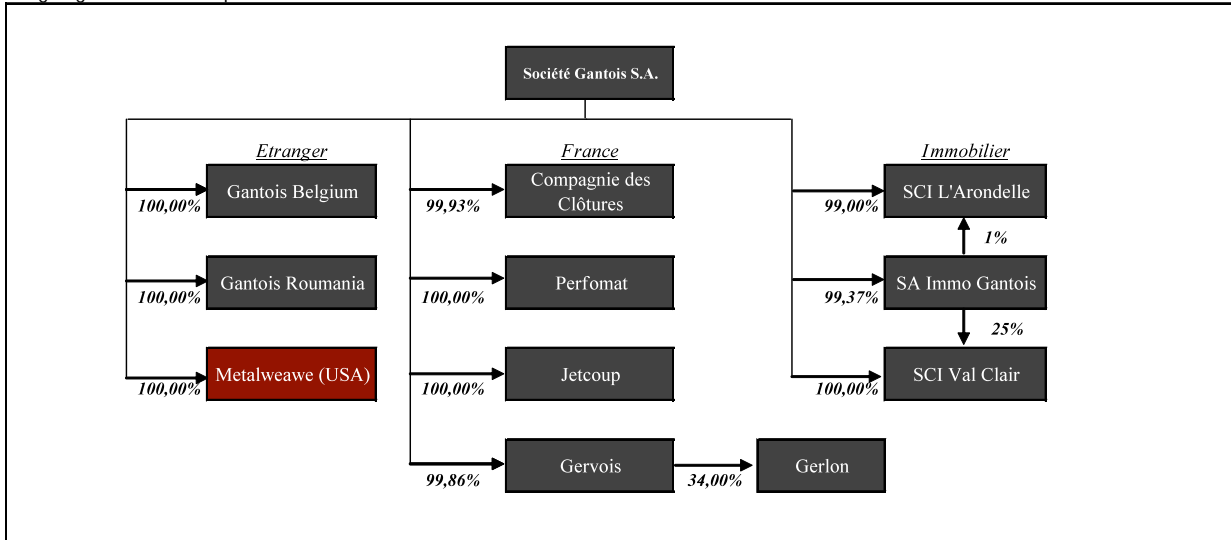 Société Gantois S.A.
Etranger
France
Immobilier
Gantois Belgium
100,00%
Compagnie des
Clôtures
99,93%
SCI L'Arondelle
99,00%
1%
Gantois Roumania
100,00%
Perfomat
100,00%
SA Immo Gantois
99,37%
25%
Metalweawe (USA)
100,00%
Jetcoup
100,00%
SCI Val Clair
100,00%
Gervois
99,86%
Gerlon
34,00%